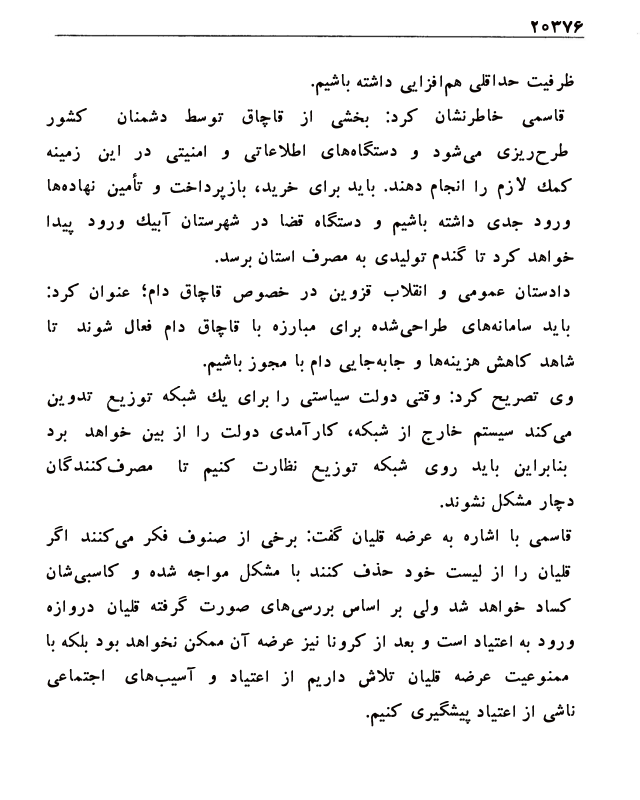 ۲۰۳۷۶
ظرفیت حداقلی هم‌افزایی داشته باشیم.
قاسمی خاطرنشان کرد: بخشی از قاچاق توسط دشمنان کشور
طرح‌ریزی می‌شود و دستگاه‌های اطلاعاتی و امنیتی در این زمینه
کمك لازم را انجام دهند. باید برای خرید، بازپرداخت و تأمین نهاده‌ها
ورود جدی داشته باشیم و دستگاه قضا در شهرستان آبیك ورود پیدا
خواهد کرد تا گندم تولیدی به مصرف استان برسد.
دادستان عمومی و انقلاب قزوین در خصوص قاچاق دام؛ عنوان کرد:
باید سامانه‌های طراحی‌شده برای مبارزه با قاچاق دام فعال شوند تا
شاهد کاهش هزینه‌ها و جابه‌جایی دام با مجوز باشیم.
وی تصریح کرد: وقتی دولت سیاستی را برای یك شبکه توزیع تدوین
می‌کند سیستم خارج از شبکه، کارآمدی دولت را از بین خواهد برد
بنابراین باید روی شبکه توزیع نظارت کنیم تا مصرف‌کنندگان
دچار مشکل نشوند.
قاسمی با اشاره به عرضه قلیان گفت: برخی از صنوف فکر می‌کنند اگر
قلیان را از لیست خود حذف کنند با مشکل مواجه شده و کاسبی‌شان
کساد خواهد شد ولی بر اساس بررسی‌های صورت گرفته قلیان دروازه
ورود به اعتیاد است و بعد از کرونا نیز عرضه آن ممکن نخواهد بود بلکه با
ممنوعیت عرضه قلیان تلاش داریم از اعتیاد و آسیب‌های اجتماعی
ناشی از اعتیاد پیشگیری کنیم.